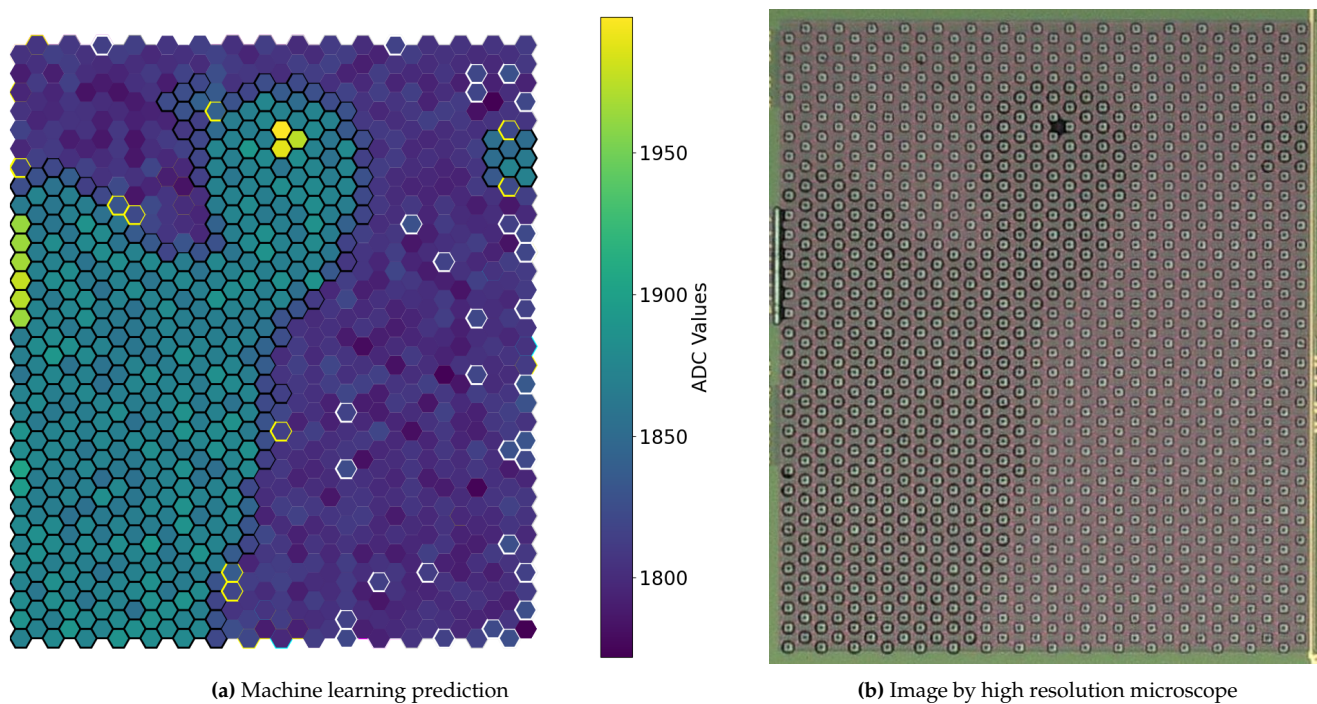 1950
1900
1850
1800
ADC Values
(a) Machine learning prediction
(b) Image by high resolution microscope